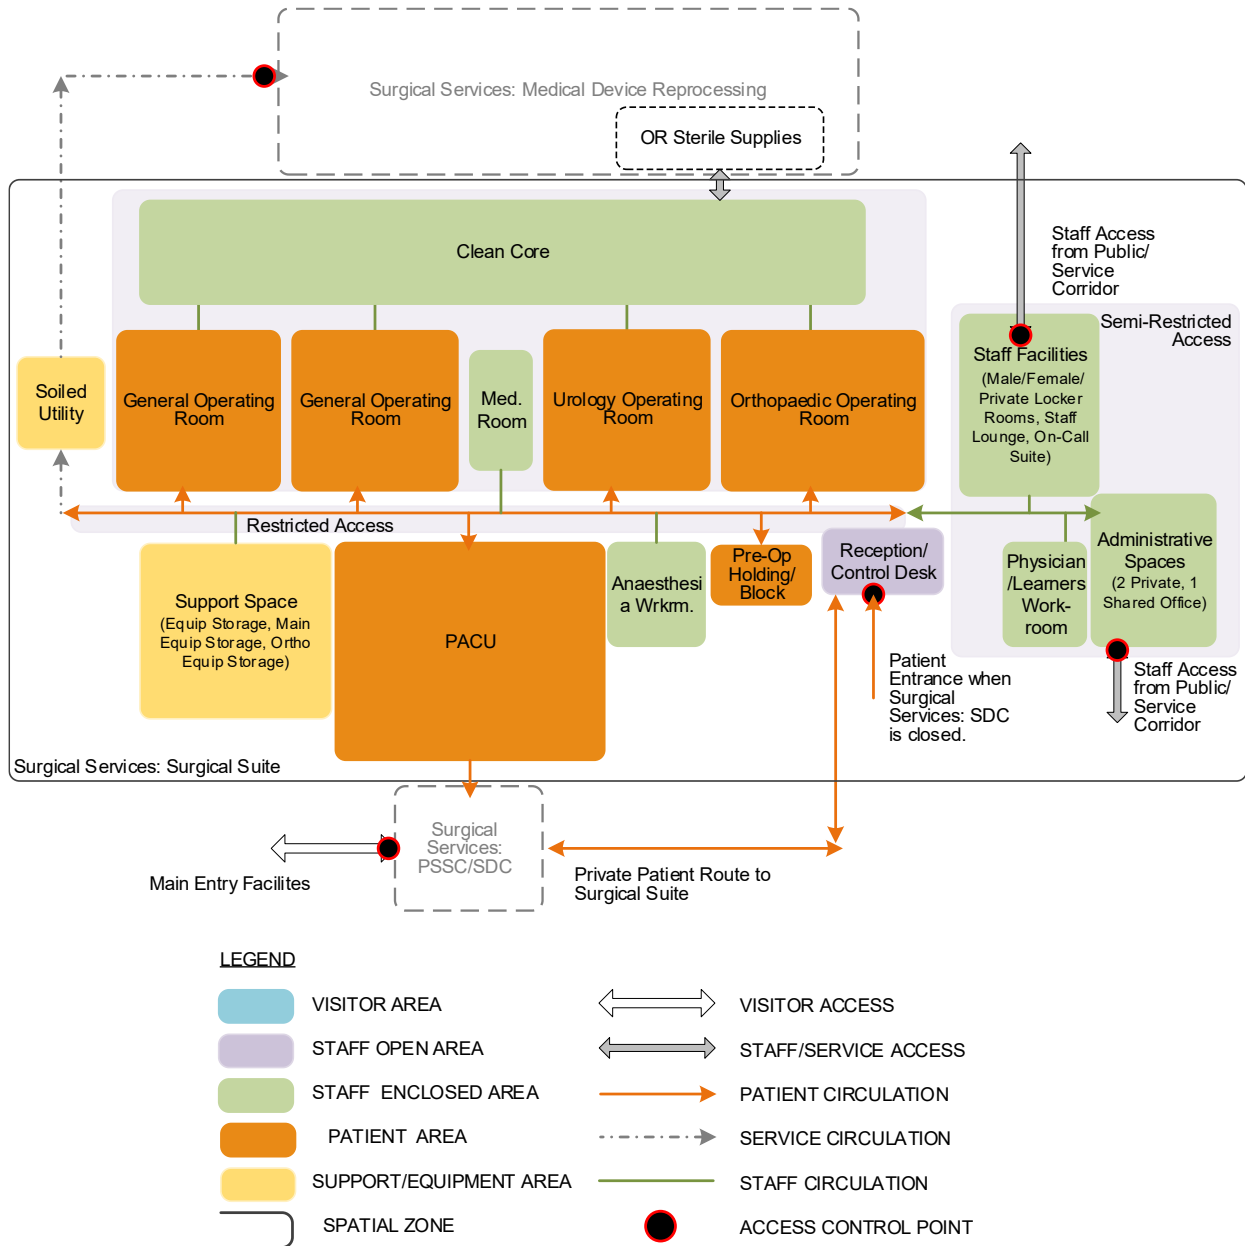 Surgical Services: Medical Device Reprocessing
OR Sterile Supplies
Staff Access
from Public/
Service
Corridor
Clean Core
Semi-Restricted
Access
Soiled
Utility
General Operating
Room
General Operating
Room
Med.
Room
Urology Operating
Room
Orthopaedic Operating
Room
Staff Facilities
(Male/Female/
Private Locker
Rooms, Staff
Lounge, On-Call
Suite)
Restricted Access
Support Space
(Equip Storage, Main
Equip Storage, Ortho
Equip Storage)
PACU
Anaesthesi
a Wrkrm.
Pre-Op
Holding/
Block
Reception/
Control Desk
Physician
/Learners
Work-
room
Administrative
Spaces
(2 Private, 1
Shared Office)
Patient
Entrance when
Surgical
Services: SDC
is closed.
Staff Access
from Public/
Service
Corridor
Surgical Services: Surgical Suite
Surgical
Services:
PSSC/SDC
Main Entry Facilites
Private Patient Route to
Surgical Suite
LEGEND
VISITOR AREA
STAFF OPEN AREA
STAFF ENCLOSED AREA
PATIENT AREA
SUPPORT/EQUIPMENT AREA
SPATIAL ZONE
VISITOR ACCESS
STAFF/SERVICE ACCESS
PATIENT CIRCULATION
SERVICE CIRCULATION
STAFF CIRCULATION
ACCESS CONTROL POINT